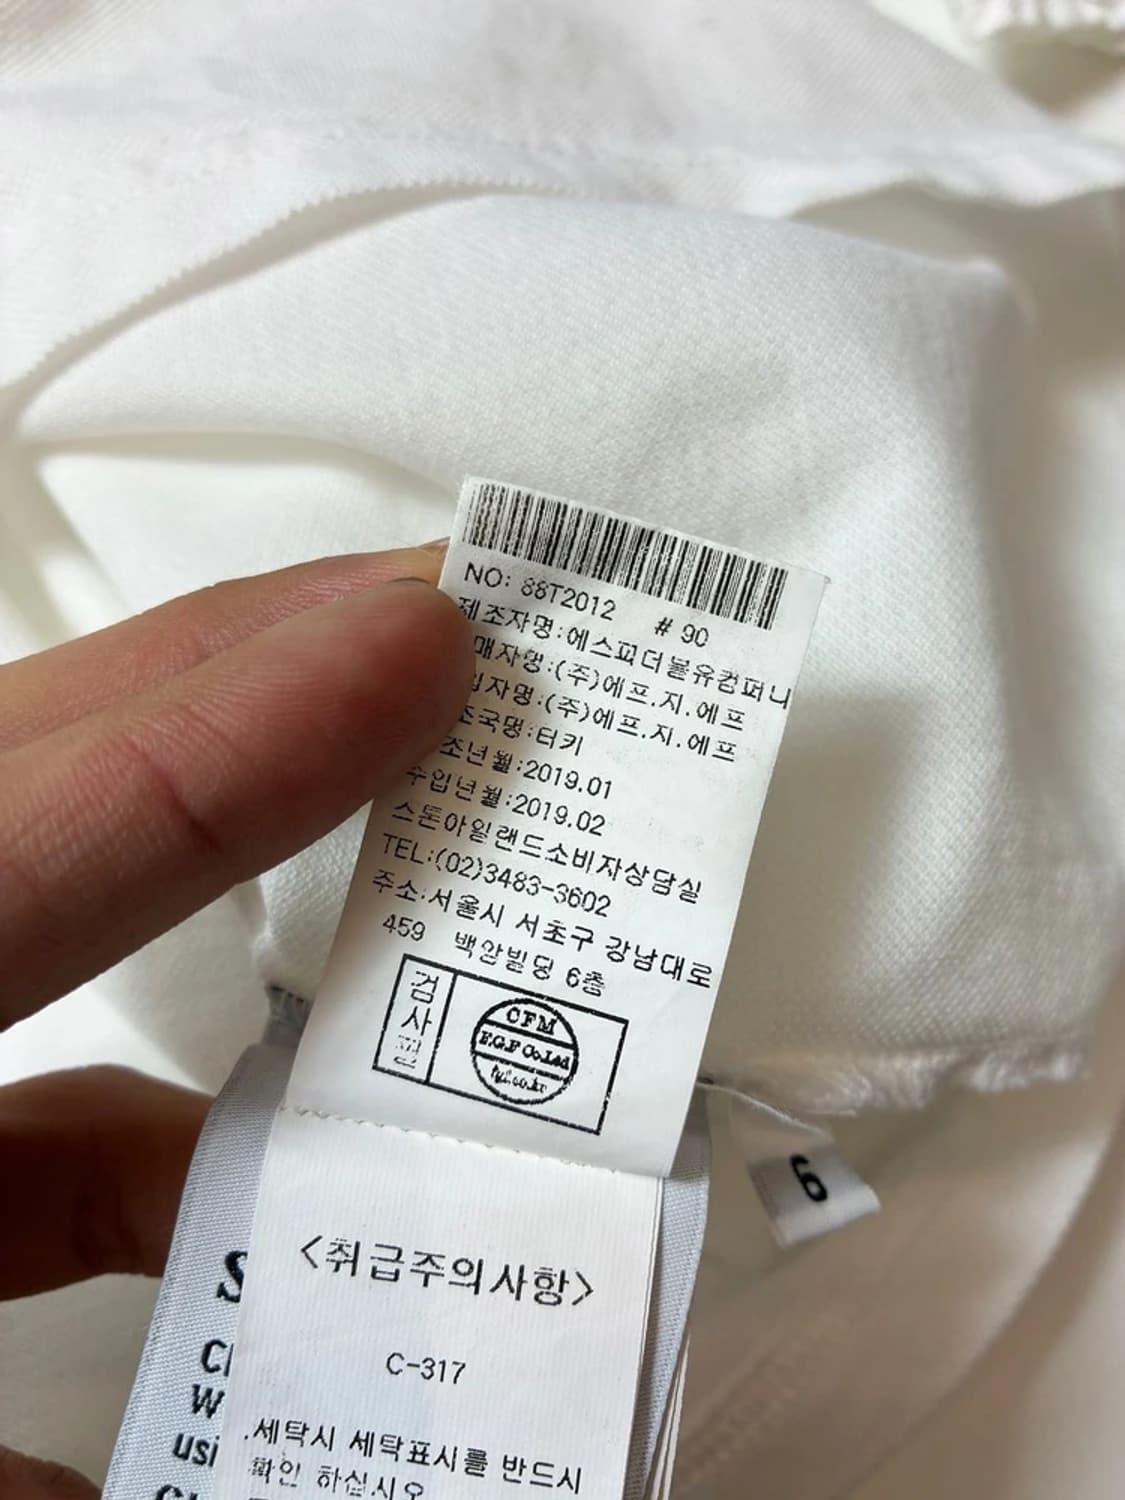 NO: 88T2012 # 90
제조자명:에스피더블유컴퍼니
매자명:(주)에프.지.에프
입자명:(주)에프.지.에프
조국명:터키
조년월:2019.01
수입년월:2019.02
스톤아일랜드소비자상담실
TEL:(02)3483-3602
주소:서울시 서초구 강남대로
459 백암빌딩 6층
검사필
CFM
F.G.F Co.Ltd
fgf.co.kr
6
<취급주의사항>
C-317
.세탁시 세탁표시를 반드시
확인 하십시오
S
W
usi